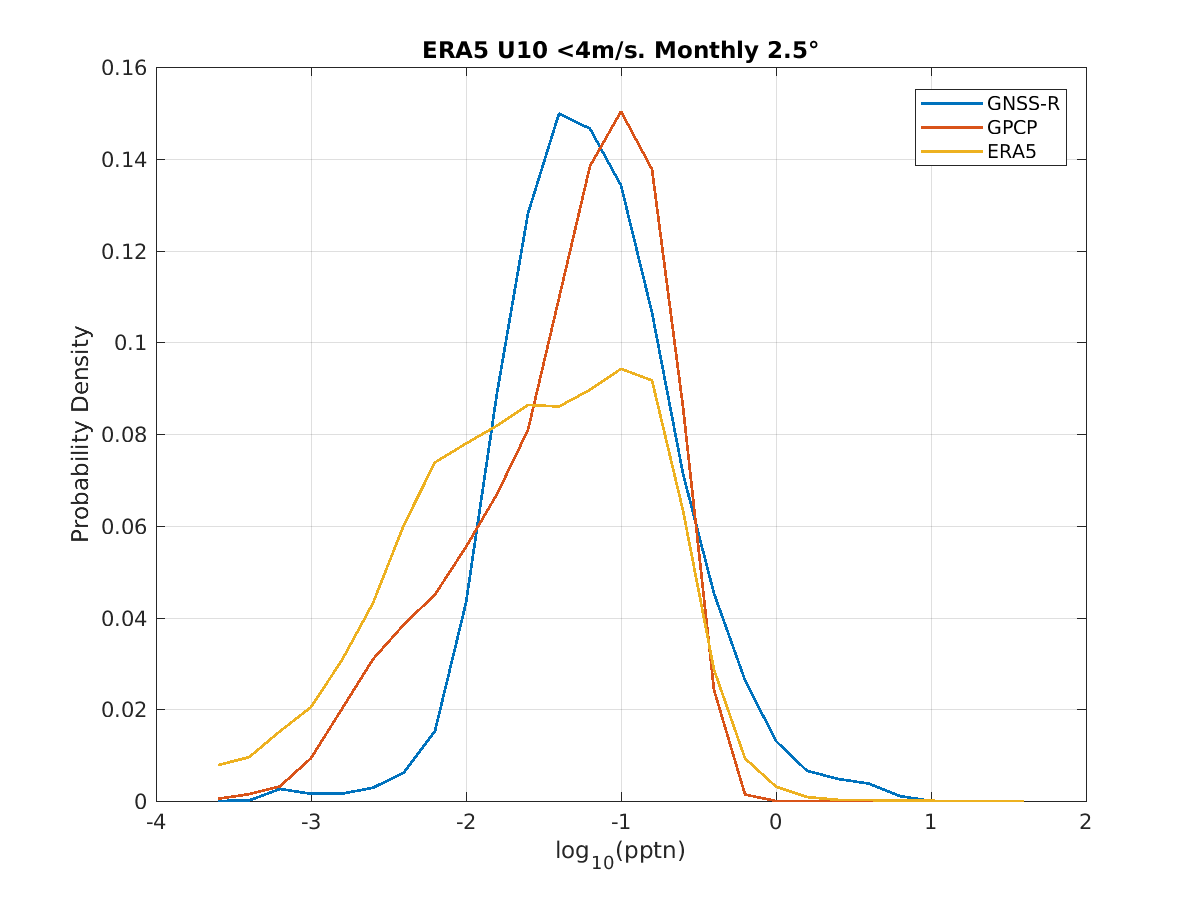 ERA5 U10 <4m/s. Monthly 2.5°
0.16
0.14
0.12
0.1
0.08
0.06
0.04
0.02
0
Probability Density
GNSS-R
GPCP
ERA5
-4 -3 -2 -1 0 1 2
log10(pptn)